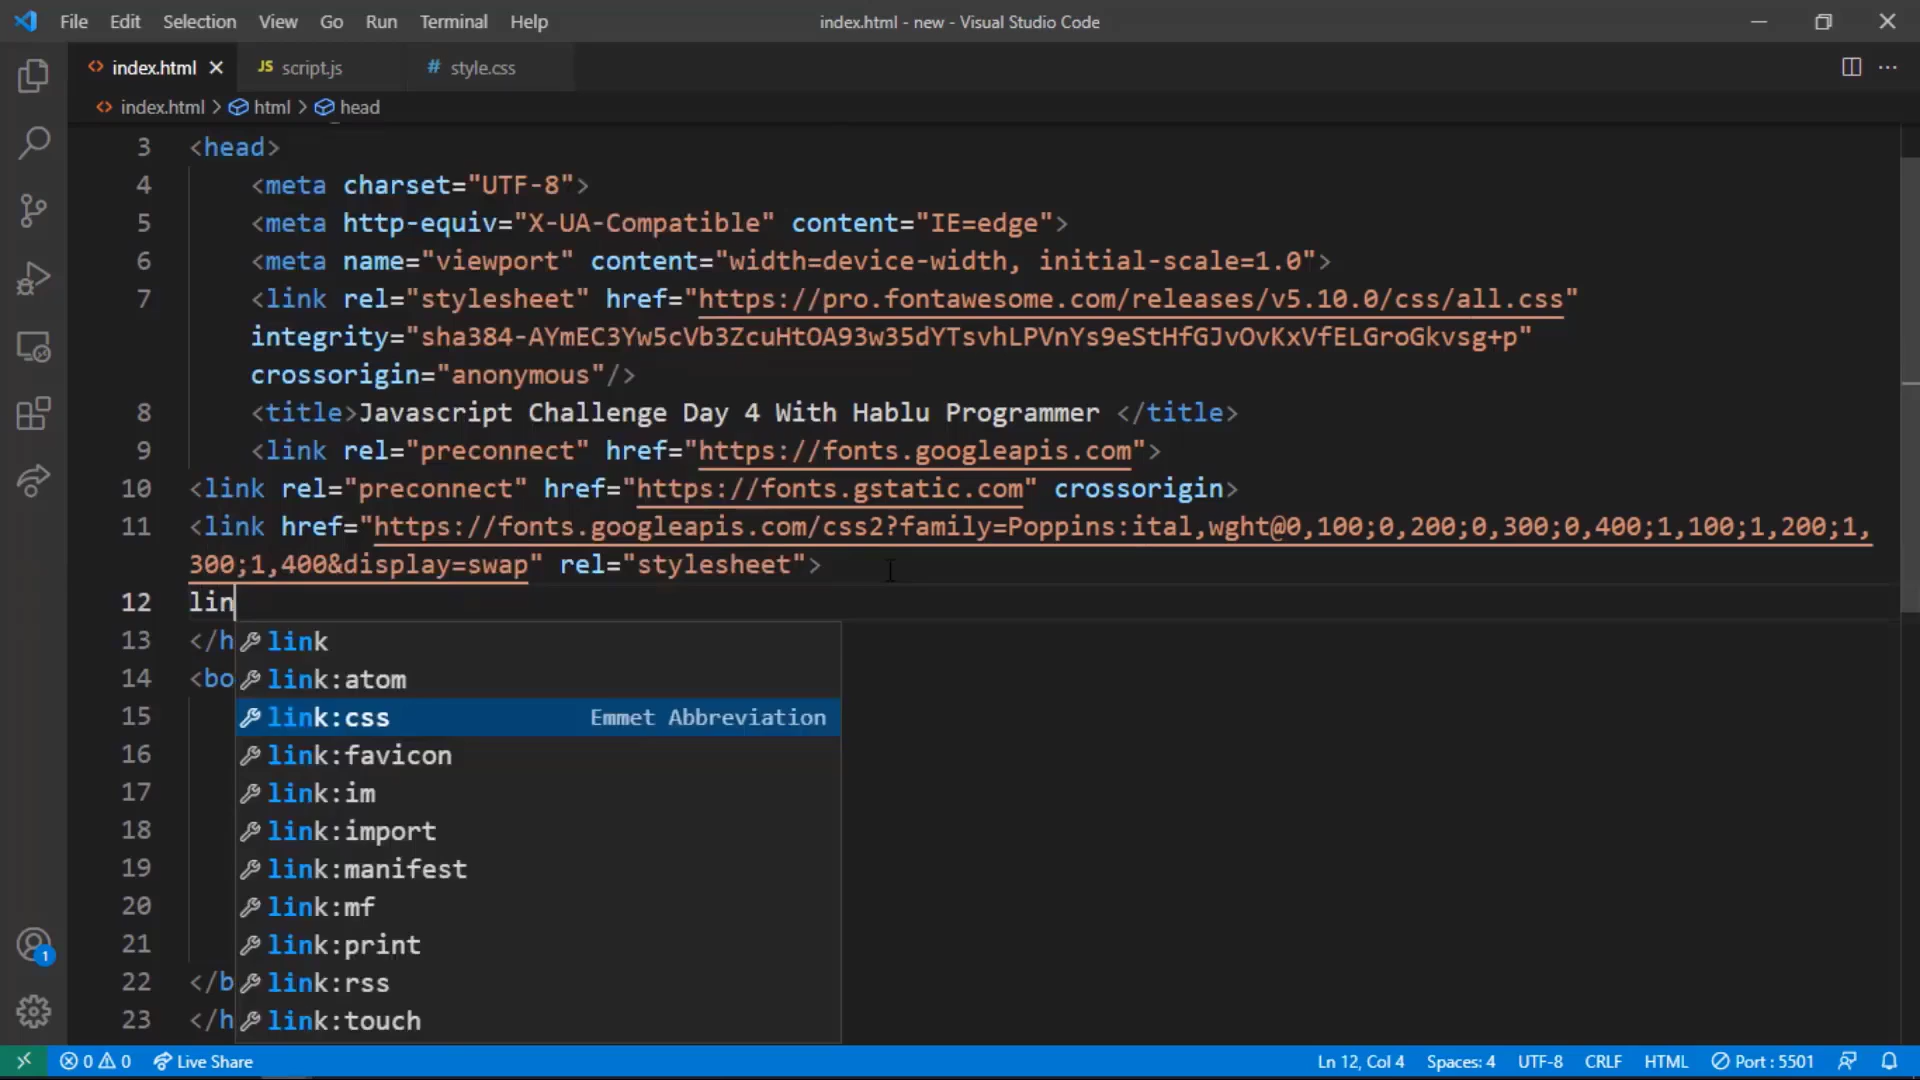 File Edit Selection View Go Run Terminal Help index.html - new - Visual Studio Code
<> index.html × JS script.js # style.css
<> index.html > html > head
3 <head>
4 <meta charset="UTF-8">
5 <meta http-equiv="X-UA-Compatible" content="IE=edge">
6 <meta name="viewport" content="width=device-width, initial-scale=1.0">
7 <link rel="stylesheet" href="https://pro.fontawesome.com/releases/v5.10.0/css/all.css"
integrity="sha384-AYmEC3Yw5cVb3ZcuHtOA93w35dYTsvhLPVnYs9eStHfGJvOvKxVfELGroGkvsg+p"
crossorigin="anonymous"/>
8 <title>Javascript Challenge Day 4 With Hablu Programmer </title>
9 <link rel="preconnect" href="https://fonts.googleapis.com">
10 <link rel="preconnect" href="https://fonts.gstatic.com" crossorigin>
11 <link href="https://fonts.googleapis.com/css2?family=Poppins:ital,wght@0,100;0,200;0,300;0,400;1,100;1,200;1,
300;1,400&display=swap" rel="stylesheet">
12 lin
13 </h link
14 <bo link:atom
15 link:css Emmet Abbreviation
16 link:favicon
17 link:im
18 link:import
19 link:manifest
20 link:mf
21 link:print
22 </b link:rss
23 </h link:touch
0 0 Live Share Ln 12, Col 4 Spaces: 4 UTF-8 CRLF HTML Port : 5501
1